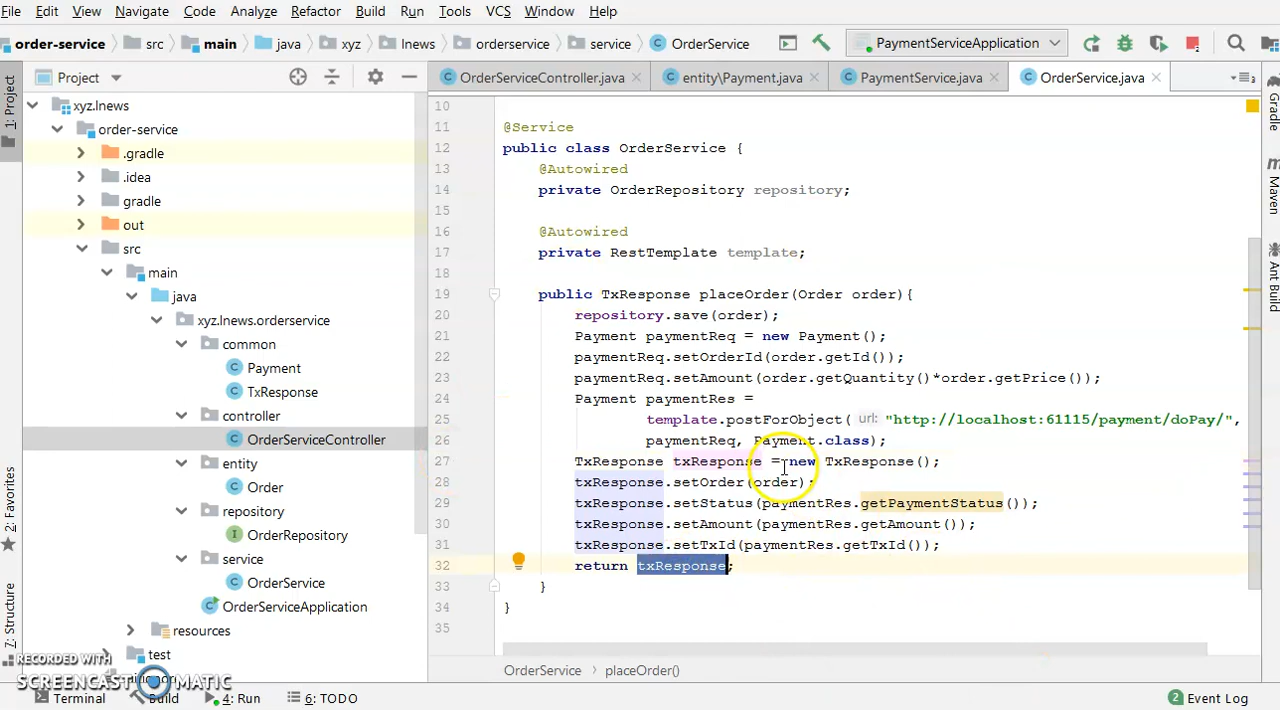 File Edit View Navigate Code Analyze Refactor Build Run Tools VCS Window Help
order-service src main java xyz lnews orderservice service OrderService PaymentServiceApplication
Project
OrderServiceController.java entity\Payment.java PaymentService.java OrderService.java
1: Project
2: Favorites
Z: Structure
xyz.lnews
order-service
.gradle
.idea
gradle
out
src
main
java
xyz.lnews.orderservice
common
Payment
TxResponse
controller
OrderServiceController
entity
Order
repository
OrderRepository
service
OrderService
OrderServiceApplication
resources
test
10
11 @Service
12 public class OrderService {
13 @Autowired
14 private OrderRepository repository;
15
16 @Autowired
17 private RestTemplate template;
18
19 public TxResponse placeOrder(Order order){
20 repository.save(order);
21 Payment paymentReq = new Payment();
22 paymentReq.setOrderId(order.getId());
23 paymentReq.setAmount(order.getQuantity()*order.getPrice());
24 Payment paymentRes =
25 template.postForObject( url: "http://localhost:61115/payment/doPay/",
26 paymentReq, Payment.class);
27 TxResponse txResponse = new TxResponse();
28 txResponse.setOrder(order);
29 txResponse.setStatus(paymentRes.getPaymentStatus());
30 txResponse.setAmount(paymentRes.getAmount());
31 txResponse.setTxId(paymentRes.getTxId());
32 return txResponse;
33 }
34 }
35
OrderService placeOrder()
Gradle
Maven
Ant Build
RECORDED WITH
SCREENCAST MATIC
Terminal Build 4: Run 6: TODO 2 Event Log